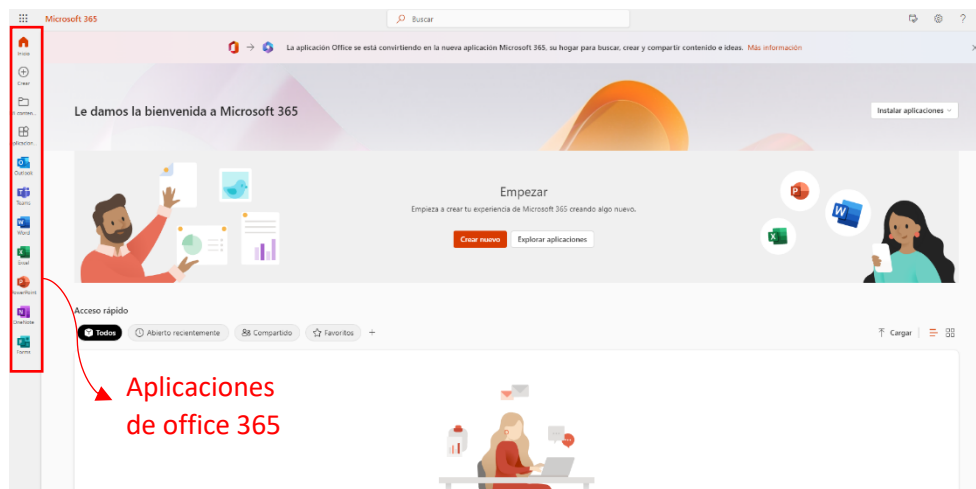 Microsoft 365
Buscar
?
Inicio
La aplicación Office se está convirtiendo en la nueva aplicación Microsoft 365, su hogar para buscar, crear y compartir contenido e ideas. Más información
Crear
Le damos la bienvenida a Microsoft 365
Instalar aplicaciones
Outlook
Teams
Word
Excel
PowerPoint
OneNote
Forms
Empezar
Empieza a crear tu experiencia de Microsoft 365 creando algo nuevo.
Crear nuevo
Explorar aplicaciones
Acceso rápido
Todos
Abierto recientemente
Compartido
Favoritos
+
Cargar
Aplicaciones
de office 365